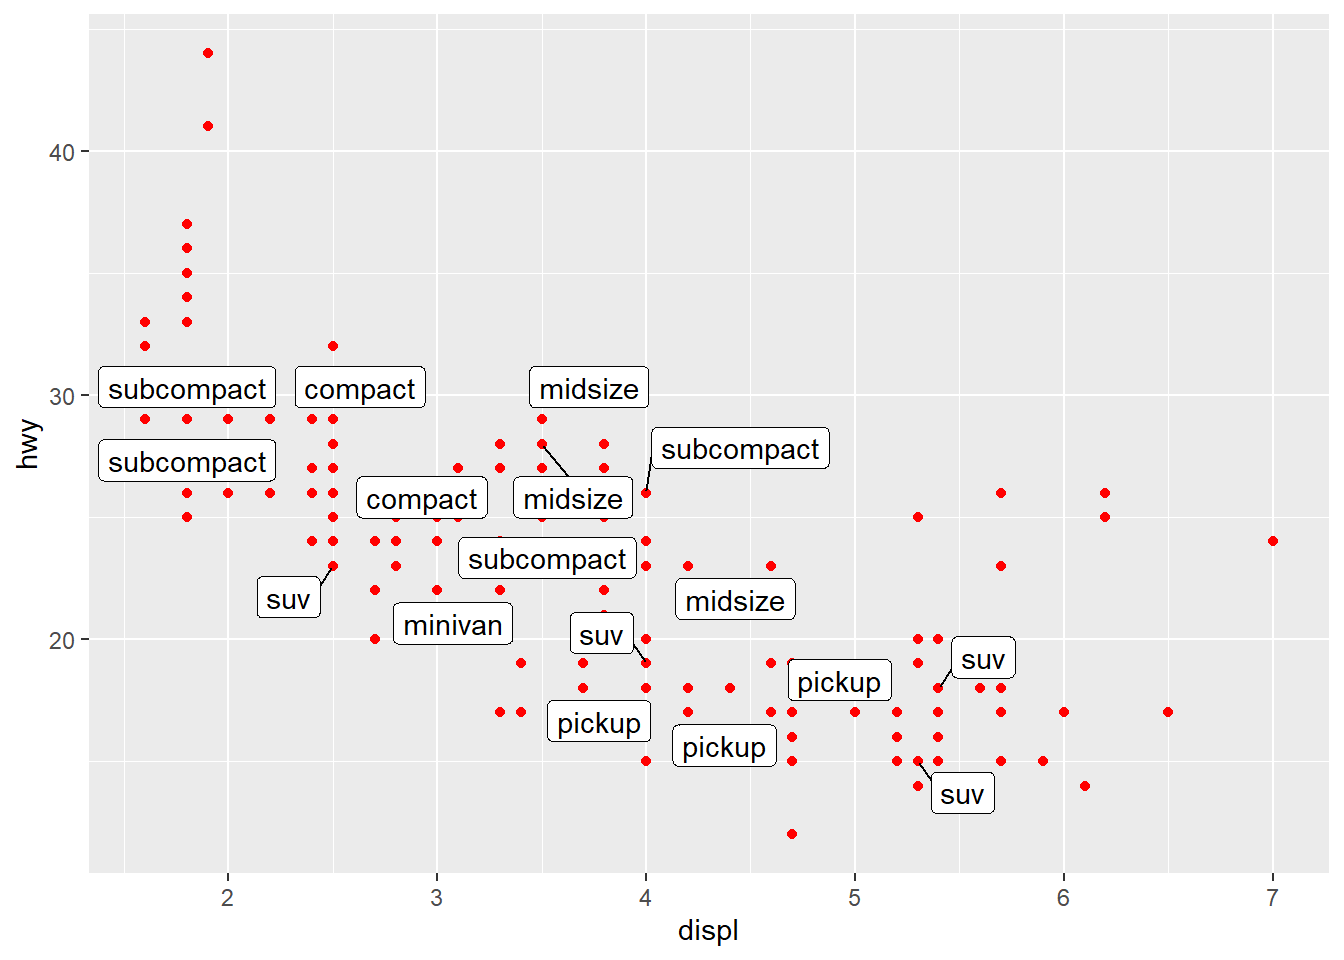 40
30
20
hwy
subcompact
compact
midsize
subcompact
subcompact
compact
midsize
subcompact
suv
midsize
minivan
suv
suv
pickup
pickup
pickup
suv
2
3
4
5
6
7
displ